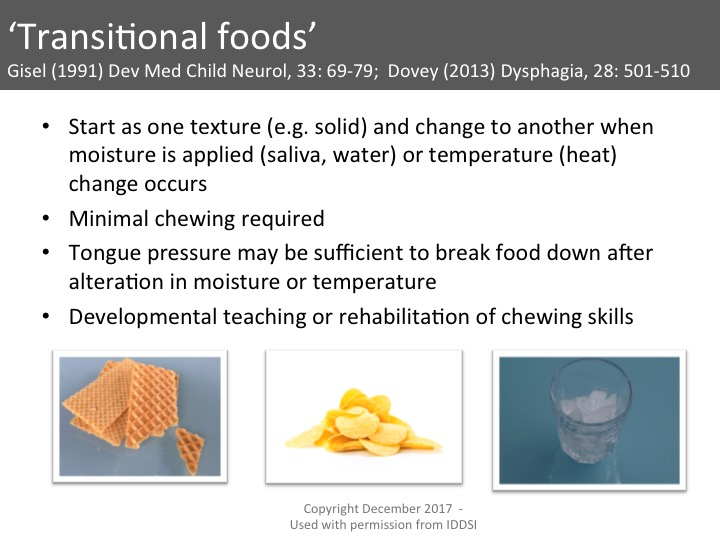 ‘Transitional foods’
Gisel (1991) Dev Med Child Neurol, 33: 69-79;  Dovey (2013) Dysphagia, 28: 501-510
• Start as one texture (e.g. solid) and change to another when
moisture is applied (saliva, water) or temperature (heat)
change occurs
• Minimal chewing required
• Tongue pressure may be sufficient to break food down after
alteration in moisture or temperature
• Developmental teaching or rehabilitation of chewing skills
Copyright December 2017  -
Used with permission from IDDSI